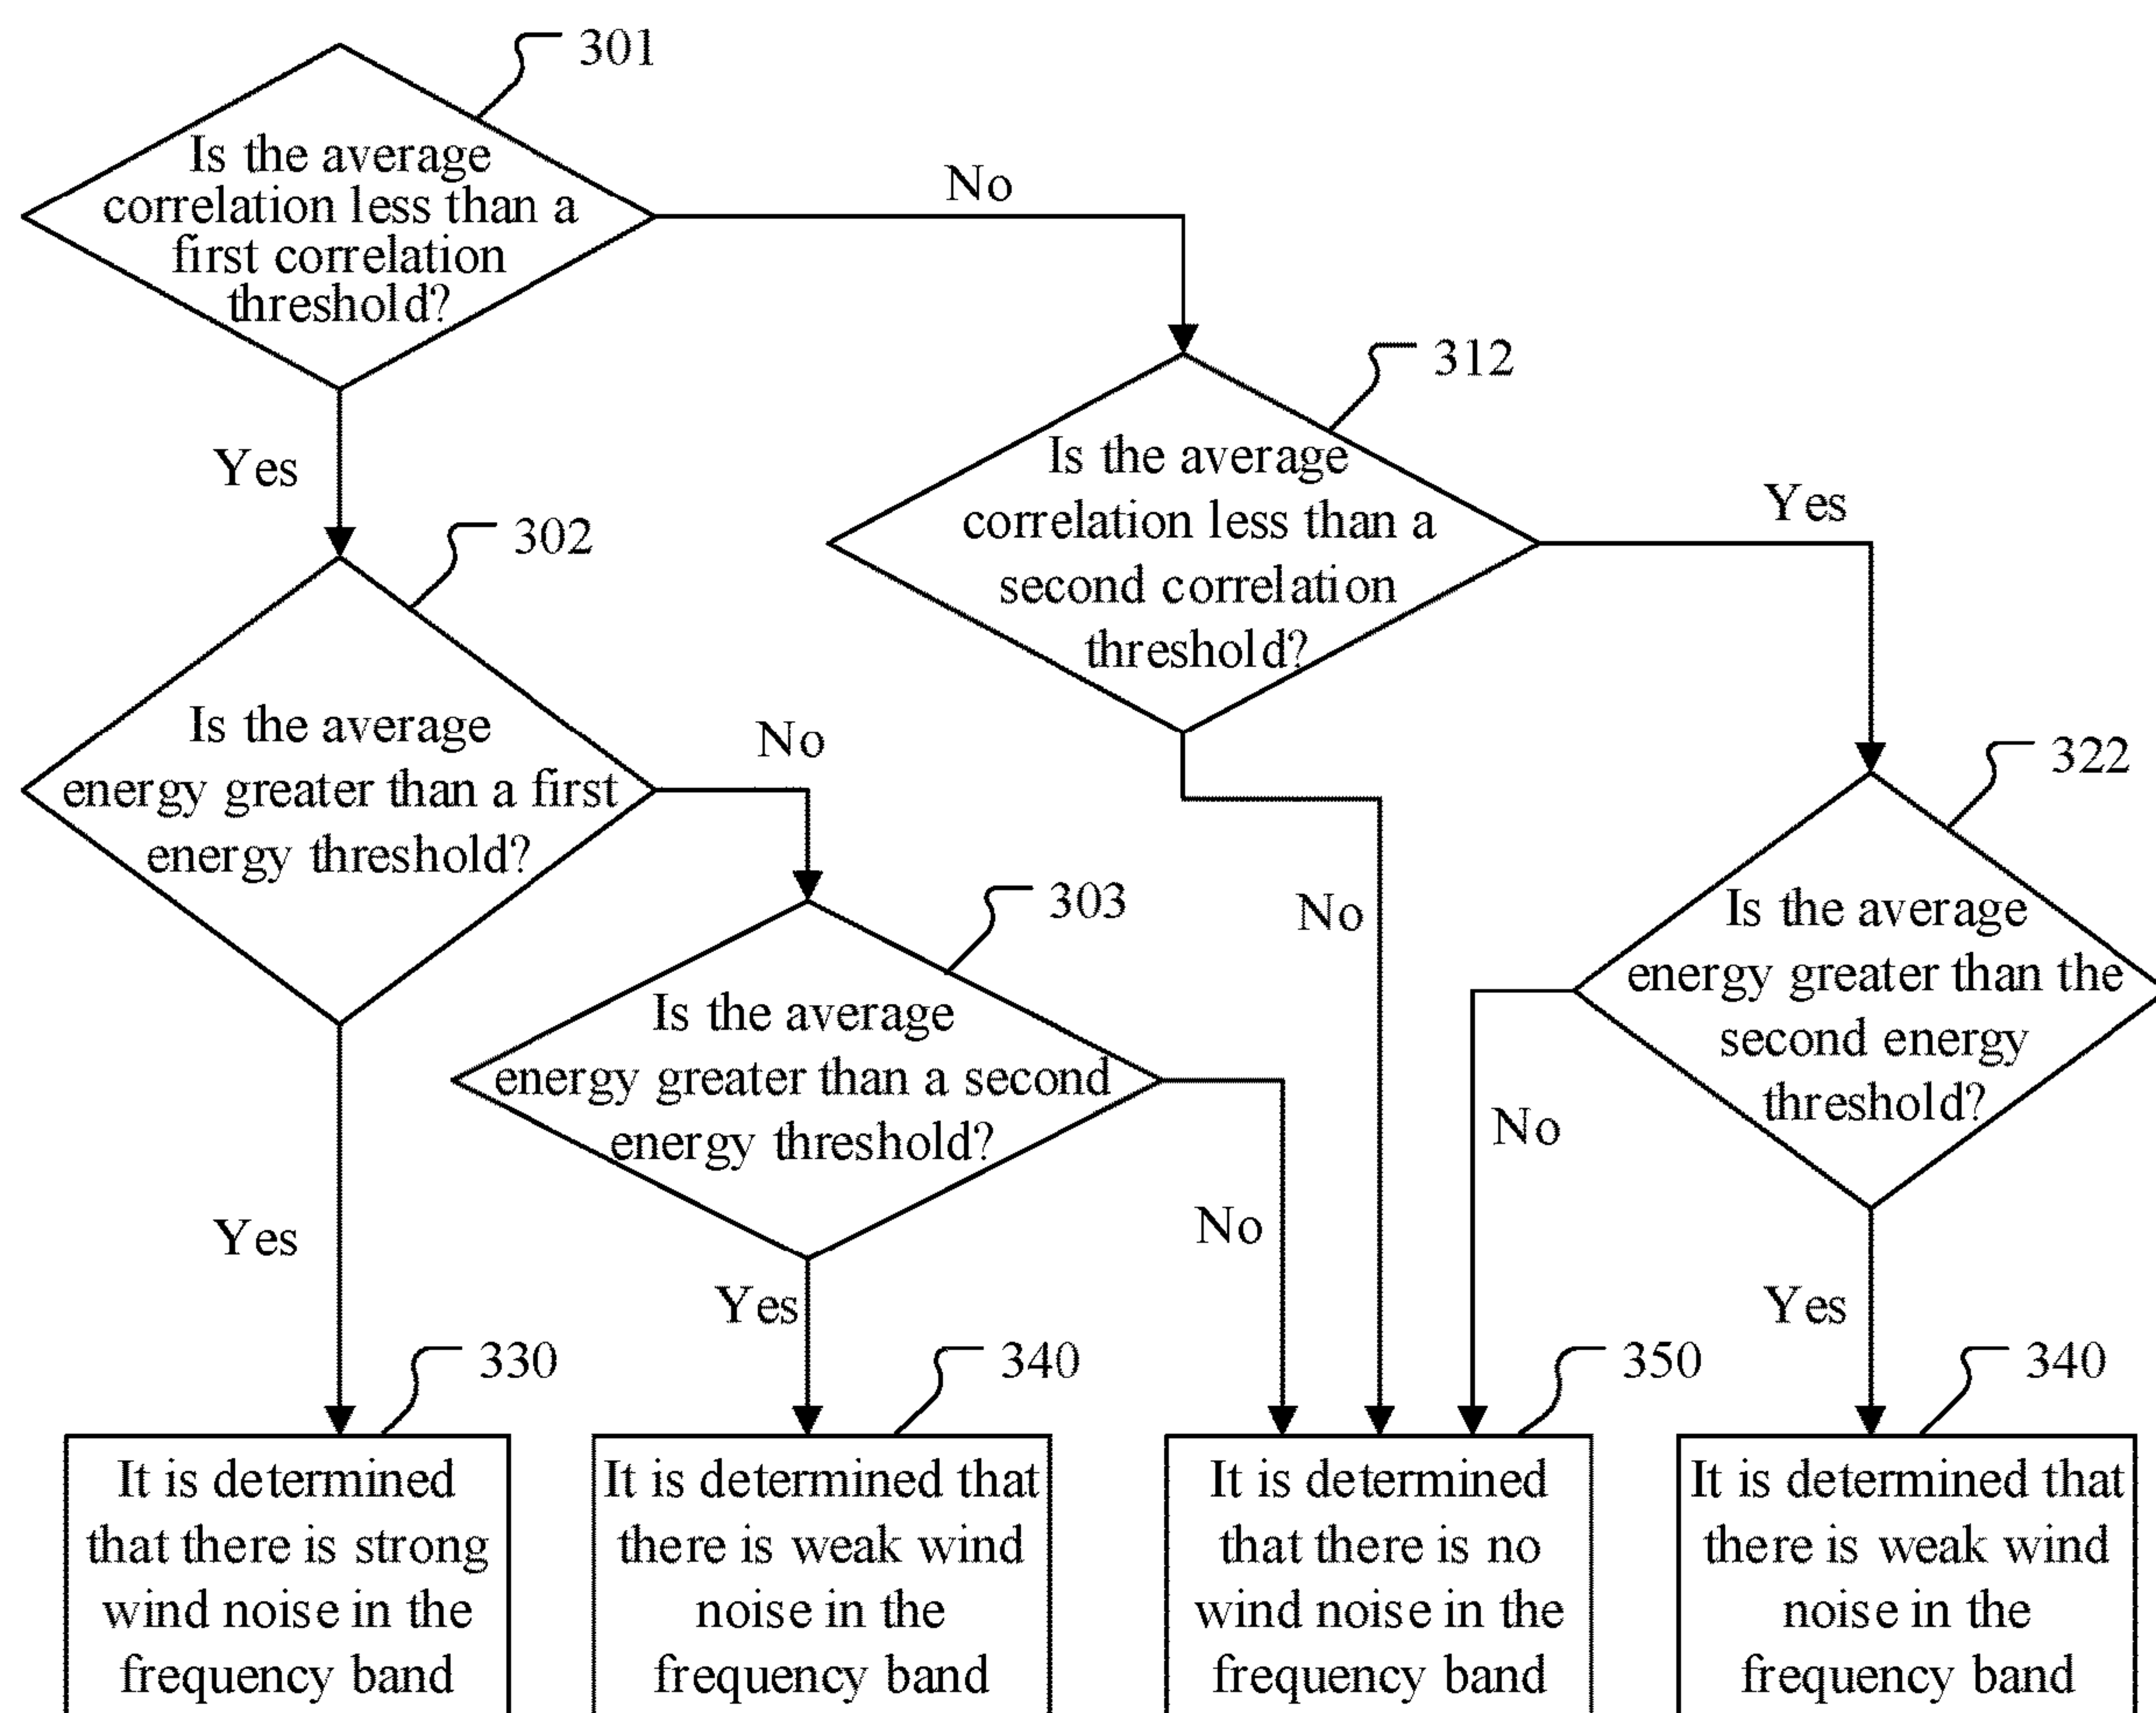 301
Is the average
correlation less than a
first correlation
threshold?
No
Yes
312
Is the average
correlation less than a
second correlation
threshold?
Yes
No
302
Is the average
energy greater than a first
energy threshold?
No
Yes
303
Is the average
energy greater than a second
energy threshold?
No
Yes
322
Is the average
energy greater than the
second energy
threshold?
No
Yes
330
It is determined
that there is strong
wind noise in the
frequency band
340
It is determined that
there is weak wind
noise in the
frequency band
350
It is determined
that there is no
wind noise in the
frequency band
340
It is determined that
there is weak wind
noise in the
frequency band